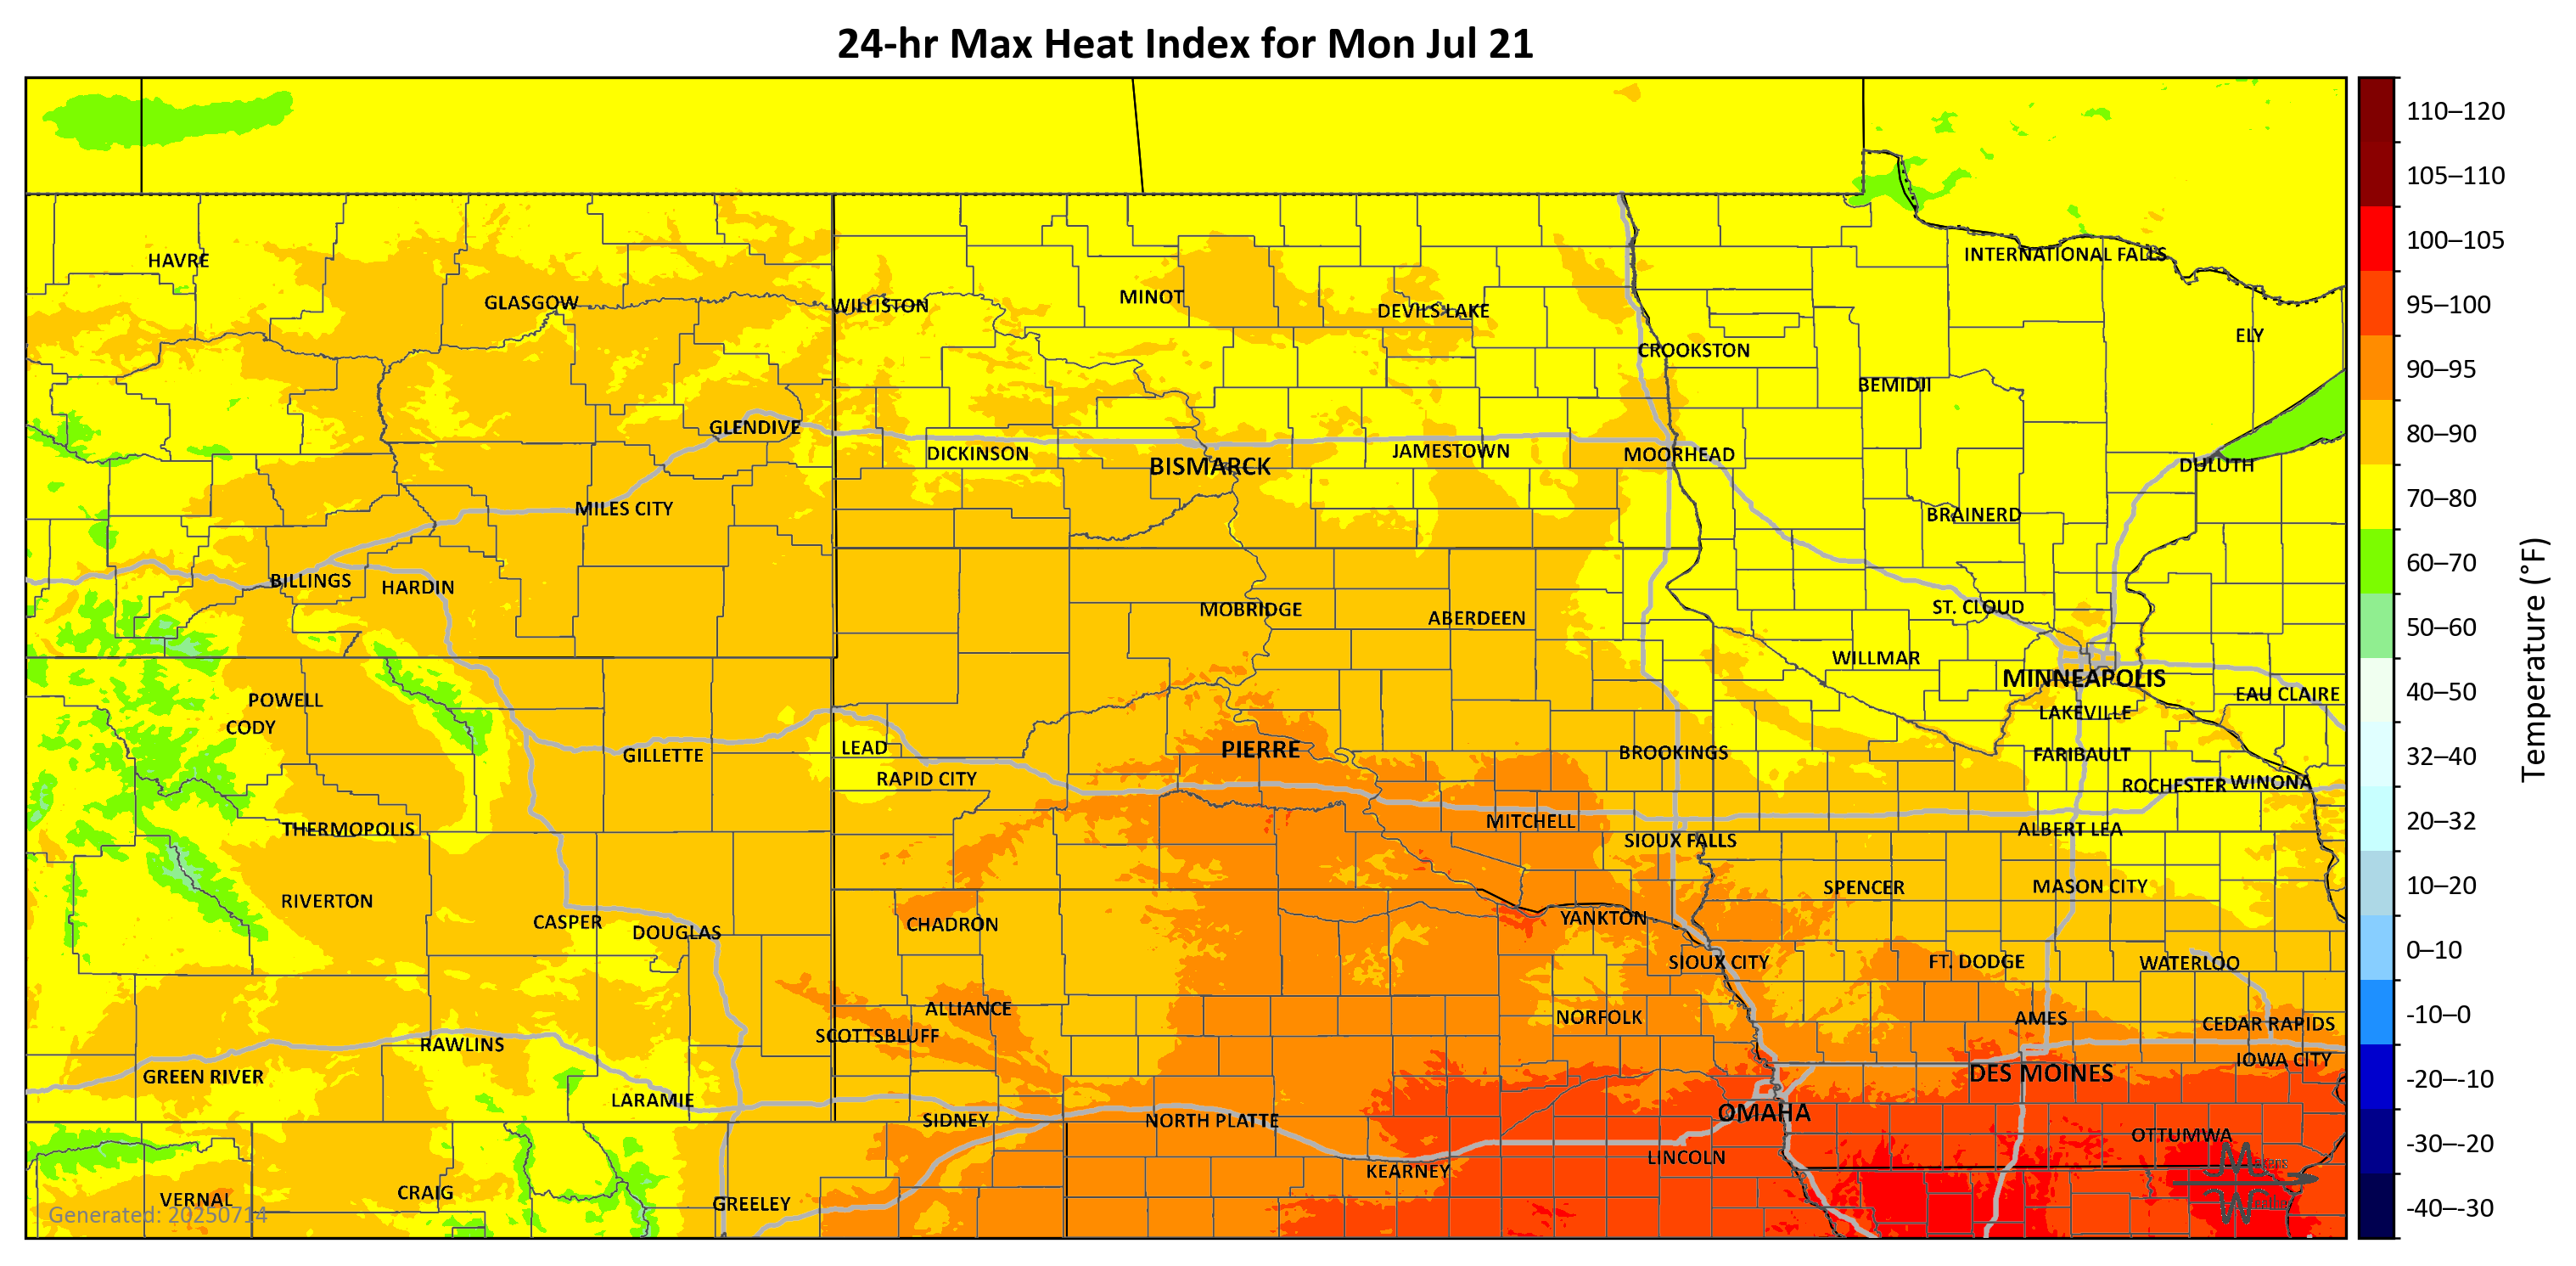 24-hr Max Heat Index for Mon Jul 21
110–120
105–110
HAVRE
INTERNATIONAL FALLS
100–105
GLASGOW
WILLISTON
MINOT
DEVILS LAKE
95–100
ELY
CROOKSTON
BEMIDJI
90–95
GLENDIVE
DICKINSON
BISMARCK
JAMESTOWN
MOORHEAD
DULUTH
80–90
MILES CITY
BRAINERD
70–80
BILLINGS
HARDIN
60–70
MOBRIDGE
ABERDEEN
ST. CLOUD
50–60
WILLMAR
MINNEAPOLIS
EAU CLAIRE
40–50
POWELL
CODY
LAKEVILLE
Temperature (°F)
GILLETTE
LEAD
PIERRE
BROOKINGS
FARIBAULT
32–40
RAPID CITY
ROCHESTER
WINONA
THERMOPOLIS
MITCHELL
SIOUX FALLS
ALBERT LEA
20–32
RIVERTON
SPENCER
MASON CITY
10–20
CASPER
DOUGLAS
CHADRON
YANKTON
SIOUX CITY
FT. DODGE
WATERLOO
0–10
ALLIANCE
SCOTTSBLUFF
NORFOLK
AMES
CEDAR RAPIDS
-10–0
RAWLINS
GREEN RIVER
IOWA CITY
DES MOINES
-20–-10
LARAMIE
SIDNEY
NORTH PLATTE
OMAHA
OTTUMWA
-30–-20
KEARNEY
LINCOLN
VERNAL
CRAIG
GREELEY
-40–-30
Generated: 20250714